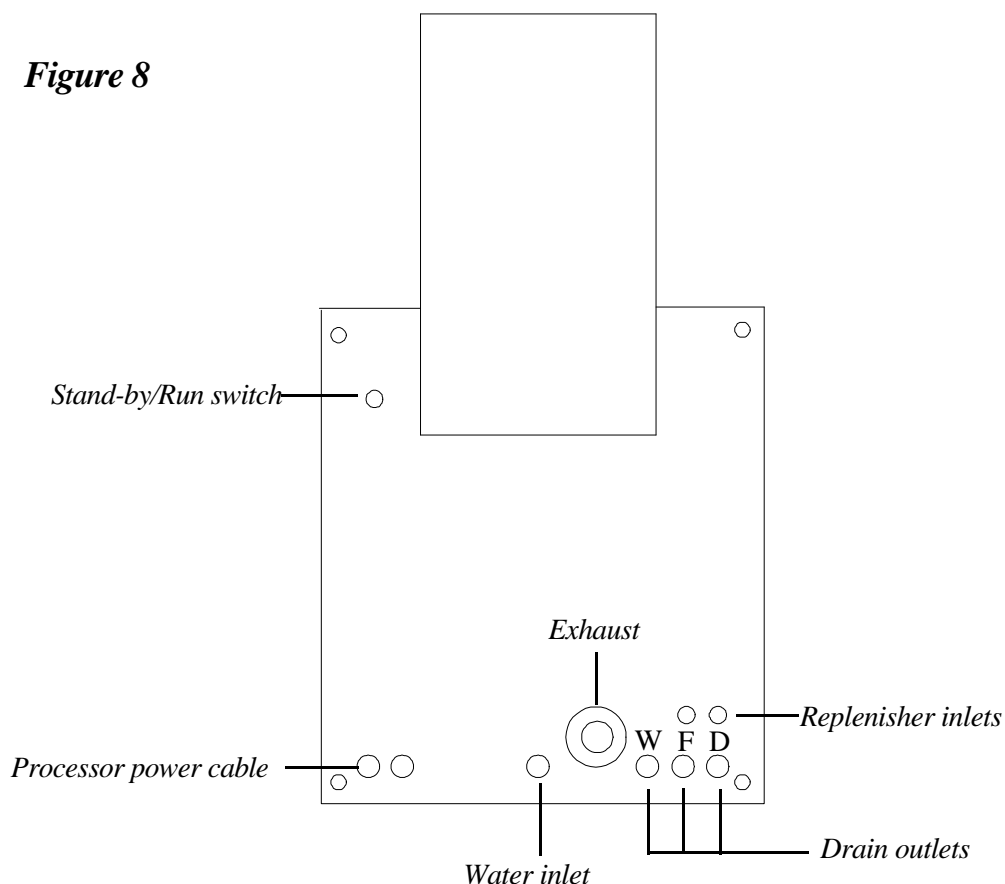 Figure 8
Stand-by/Run switch
Exhaust
Replenisher inlets
W F D
Processor power cable
Drain outlets
Water inlet